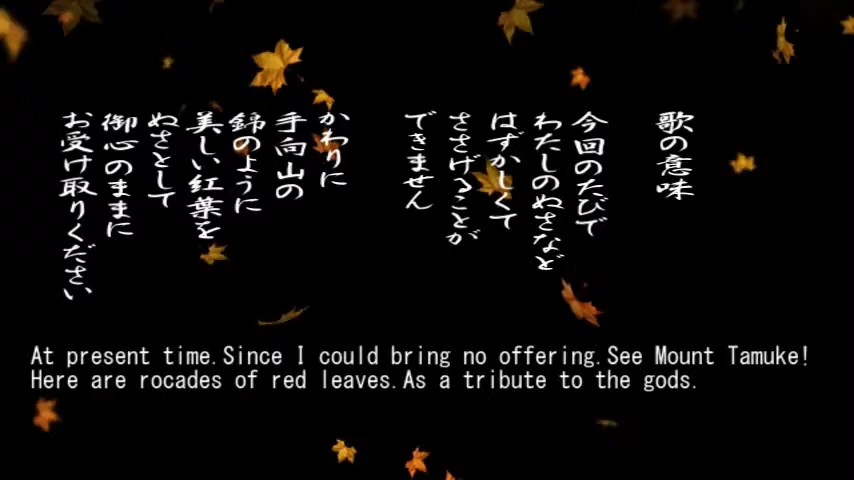 歌の意味
今回のたびで
わたしのぬさなど
はずかしくて
ささげることが
できません
かわりに
手向山の
錦のように
美しい紅葉を
ぬさとして
御心のままに
お受け取りください
At present time.Since I could bring no offering.See Mount Tamuke!
Here are rocades of red leaves.As a tribute to the gods.